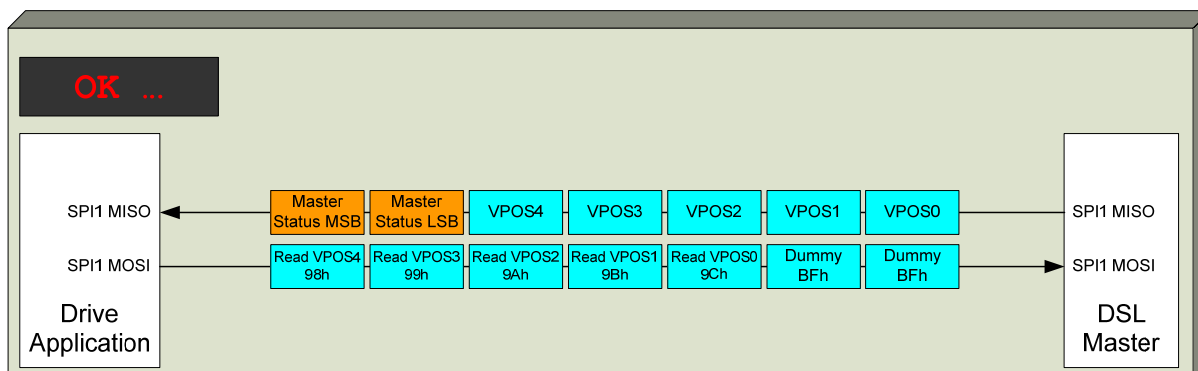 OK ...
SPI1 MISO
Master
Status MSB
Master
Status LSB
VPOS4
VPOS3
VPOS2
VPOS1
VPOS0
SPI1 MISO
SPI1 MOSI
Read VPOS4
98h
Read VPOS3
99h
Read VPOS2
9Ah
Read VPOS1
9Bh
Read VPOS0
9Ch
Dummy
BFh
Dummy
BFh
SPI1 MOSI
Drive
Application
DSL
Master